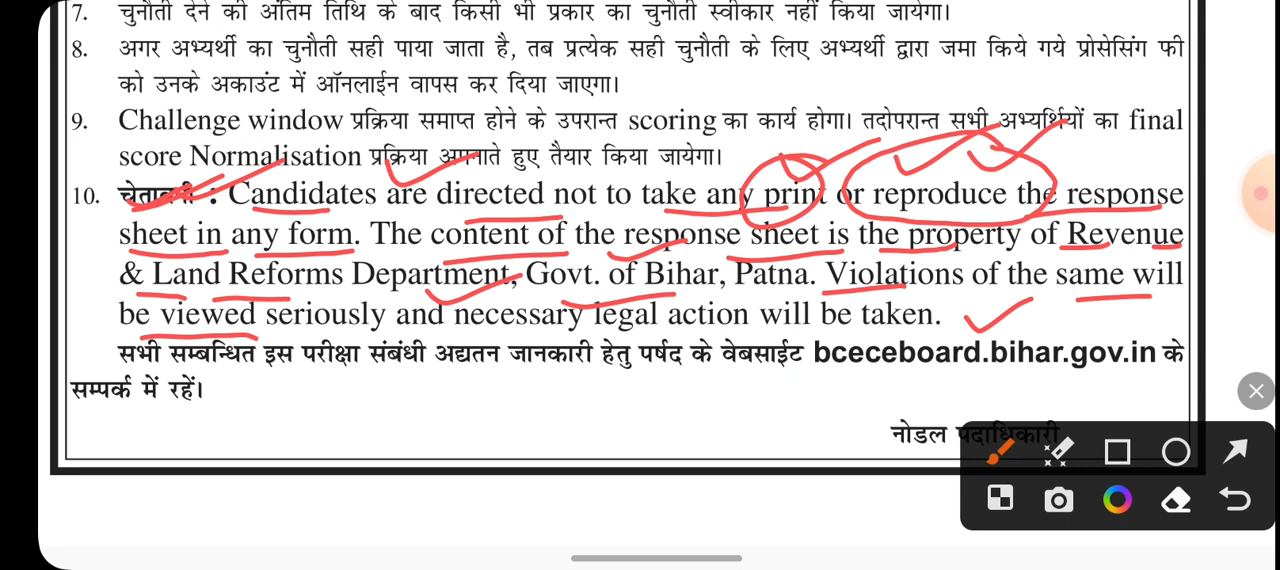 7. चुनौती देने की अंतिम तिथि के बाद किसी भी प्रकार का चुनौती स्वीकार नहीं किया जायेगा।
8. अगर अभ्यर्थी का चुनौती सही पाया जाता है, तब प्रत्येक सही चुनौती के लिए अभ्यर्थी द्वारा जमा किये गये प्रोसेसिंग फी
को उनके अकाउंट में ऑनलाईन वापस कर दिया जाएगा।
9. Challenge window प्रक्रिया समाप्त होने के उपरान्त scoring का कार्य होगा। तदोपरान्त सभी अभ्यर्थियों का final
score Normalisation प्रक्रिया अपनाते हुए तैयार किया जायेगा।
10. चेतावनी : Candidates are directed not to take any print or reproduce the response
sheet in any form. The content of the response sheet is the property of Revenue
& Land Reforms Department, Govt. of Bihar, Patna. Violations of the same will
be viewed seriously and necessary legal action will be taken.
सभी सम्बन्धित इस परीक्षा संबंधी अद्यतन जानकारी हेतु पर्षद के वेबसाईट bceceboard.bihar.gov.in के
सम्पर्क में रहें।
नोडल पदाधिकारी